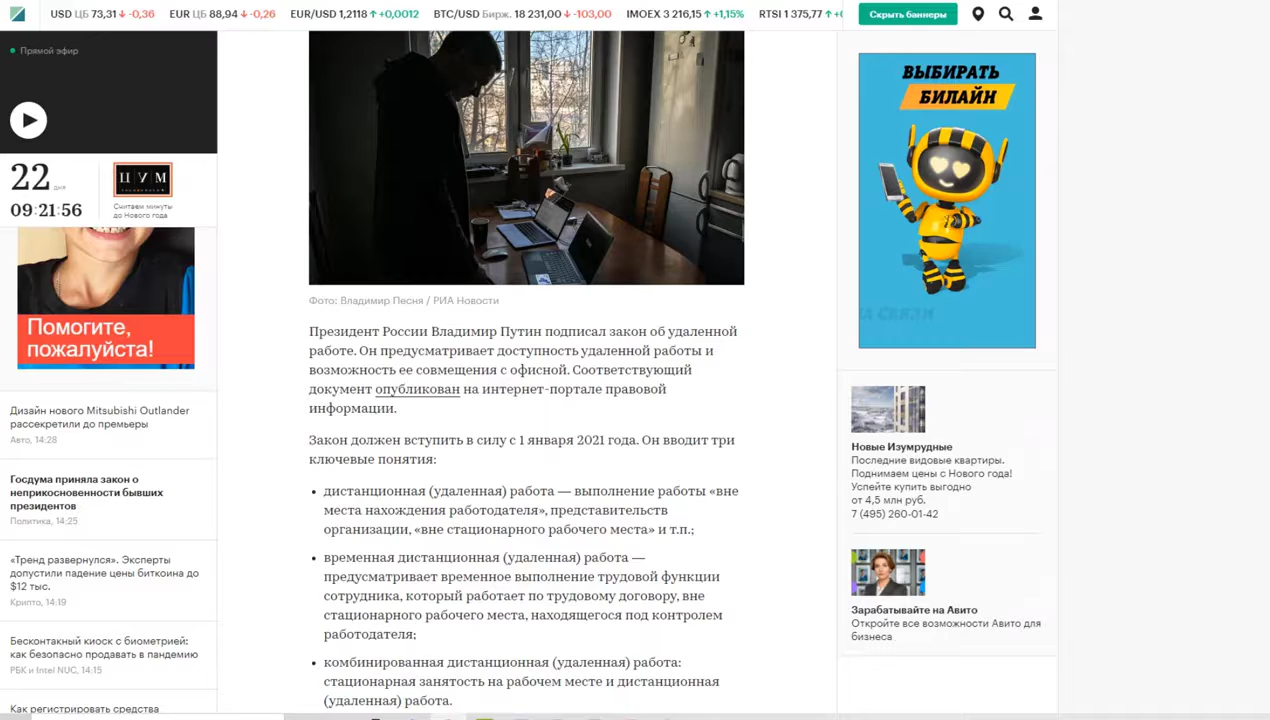 USD ЦБ 73,31 -0,36 EUR ЦБ 88,94 -0,26 EUR/USD 1,2118 +0,0012 BTC/USD Бирж. 18 231,00 -103,00 IMOEX 3 216,15 +1,15% RTSI 1 375,77
Скрыть баннеры
Прямой эфир
22 дня
09:21:56
ЦУМ
Считаем минуты
до Нового года
Помогите,
пожалуйста!
Дизайн нового Mitsubishi Outlander
рассекретили до премьеры
Авто, 14:28
Госдума приняла закон о
неприкосновенности бывших
президентов
Политика, 14:25
«Тренд развернулся». Эксперты
допустили падение цены биткоина до
$12 тыс.
Крипто, 14:19
Бесконтакный киоск с биометрией:
как безопасно продавать в пандемию
РБК и Intel NUC, 14:15
Как регистрировать средства
Фото: Владимир Песня / РИА Новости
Президент России Владимир Путин подписал закон об удаленной
работе. Он предусматривает доступность удаленной работы и
возможность ее совмещения с офисной. Соответствующий
документ опубликован на интернет-портале правовой
информации.
Закон должен вступить в силу с 1 января 2021 года. Он вводит три
ключевые понятия:
• дистанционная (удаленная) работа — выполнение работы «вне
места нахождения работодателя», представительств
организации, «вне стационарного рабочего места» и т.п.;
• временная дистанционная (удаленная) работа —
предусматривает временное выполнение трудовой функции
сотрудника, который работает по трудовому договору, вне
стационарного рабочего места, находящегося под контролем
работодателя;
• комбинированная дистанционная (удаленная) работа:
стационарная занятость на рабочем месте и дистанционная
(удаленная) работа.
ВЫБИРАТЬ
БИЛАЙН
Новые Изумрудные
Последние видовые квартиры.
Поднимаем цены с Нового года!
Успейте купить выгодно
от 4,5 млн руб.
7 (495) 260-01-42
Зарабатывайте на Авито
Откройте все возможности Авито для
бизнеса